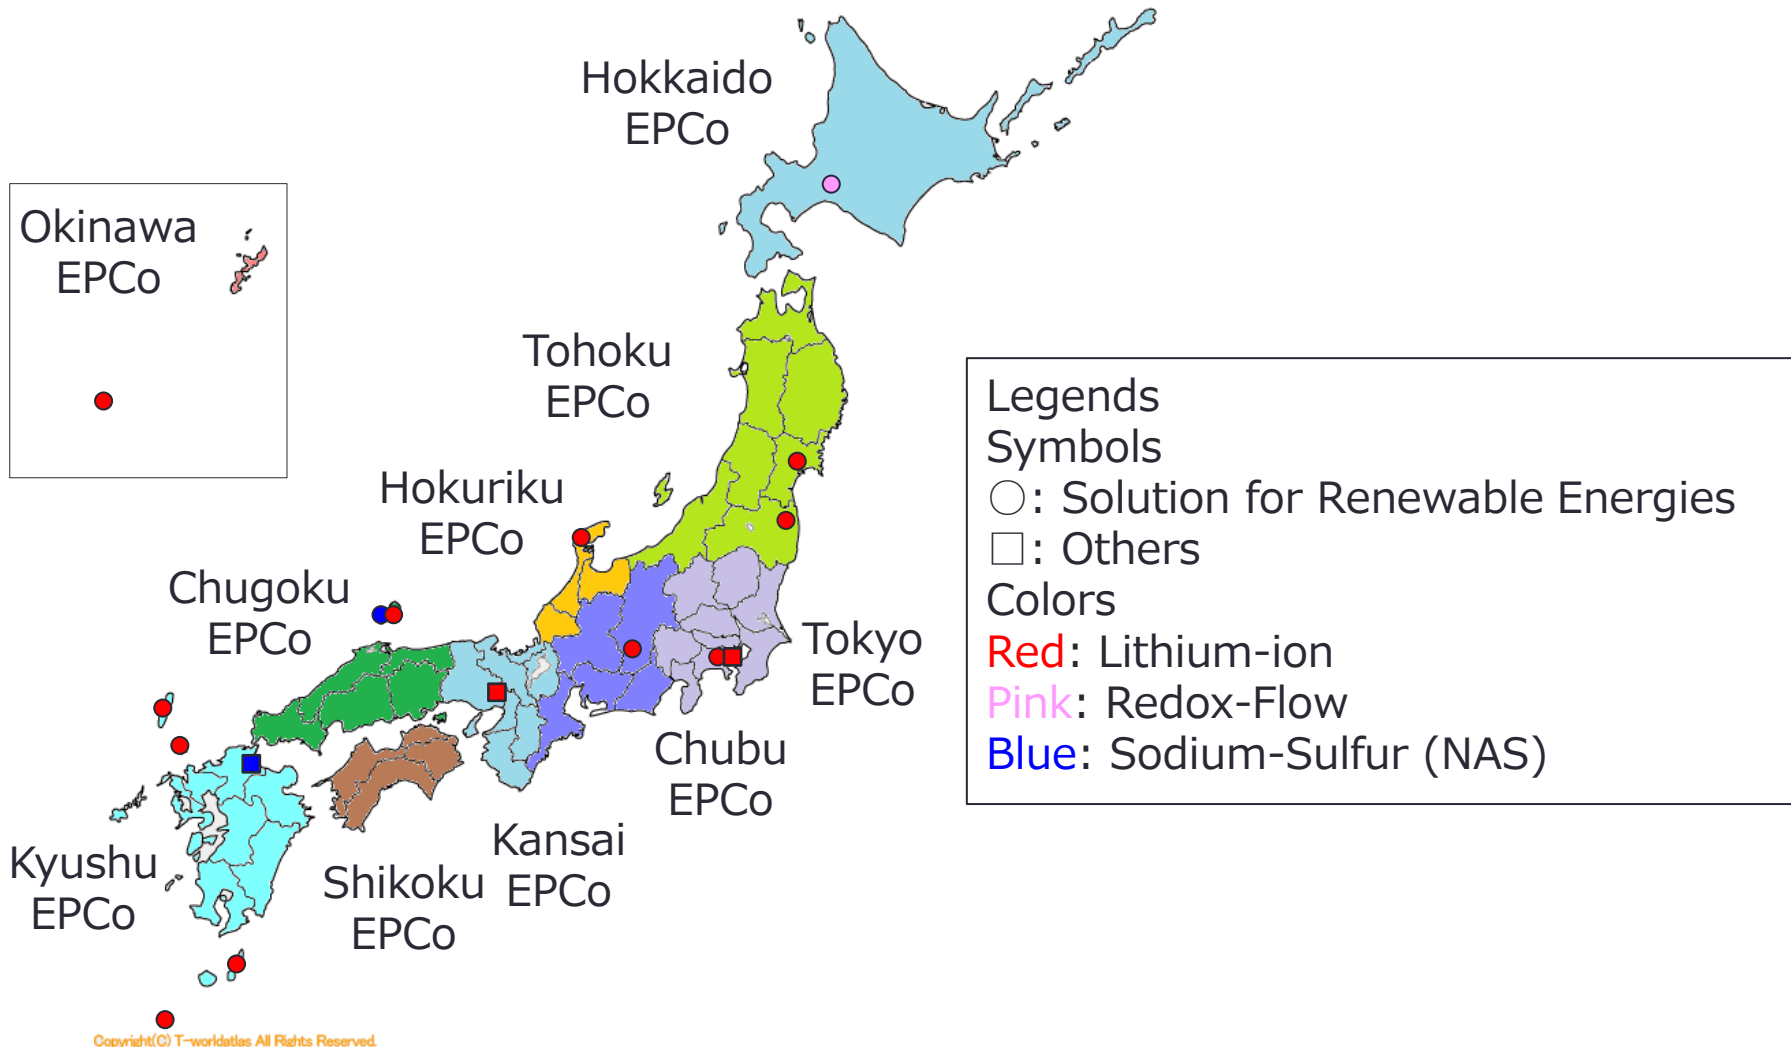 Hokkaido
EPCo
Okinawa
EPCo
Tohoku
EPCo
Hokuriku
EPCo
Chugoku
EPCo
Tokyo
EPCo
Chubu
EPCo
Kansai
EPCo
Shikoku
EPCo
Kyushu
EPCo
Legends
Symbols
○: Solution for Renewable Energies
□: Others
Colors
Red: Lithium-ion
Pink: Redox-Flow
Blue: Sodium-Sulfur (NAS)
Copyright(C) T-worldatlas All Rights Reserved.